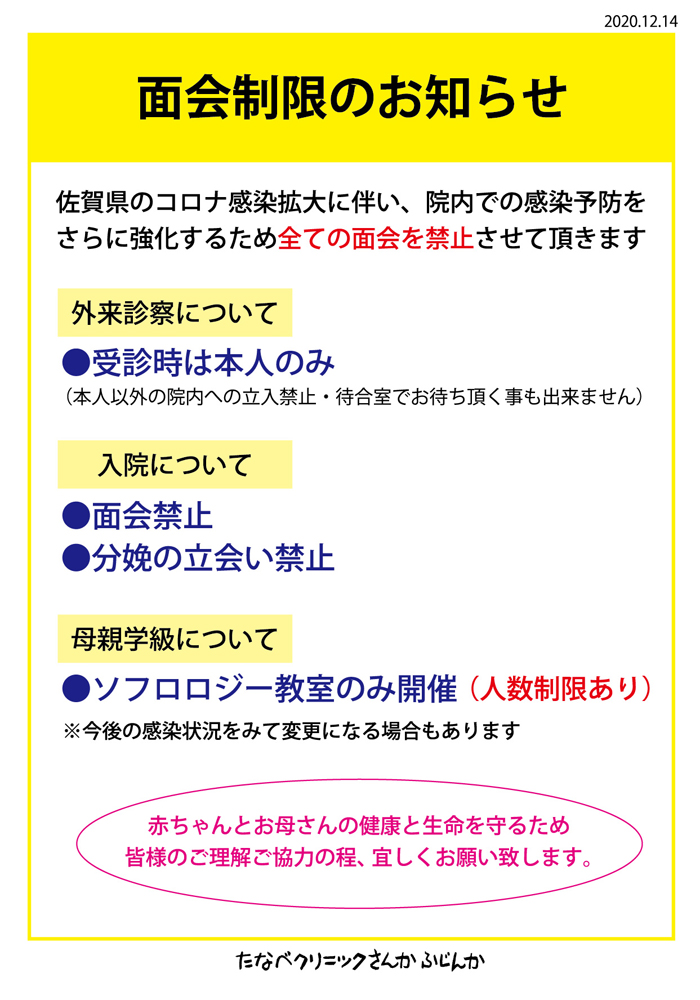 2020.12.14
面会制限のお知らせ
佐賀県のコロナ感染拡大に伴い、院内での感染予防を
さらに強化するため全ての面会を禁止させて頂きます
外来診察について
●受診時は本人のみ
（本人以外の院内への立入禁止・待合室でお待ち頂く事も出来ません）
入院について
●面会禁止
●分娩の立会い禁止
母親学級について
●ソフロロジー教室のみ開催（人数制限あり）
※今後の感染状況をみて変更になる場合もあります
赤ちゃんとお母さんの健康と生命を守るため
皆様のご理解ご協力の程、宜しくお願い致します。
たなべクリニックさんか ふじんか